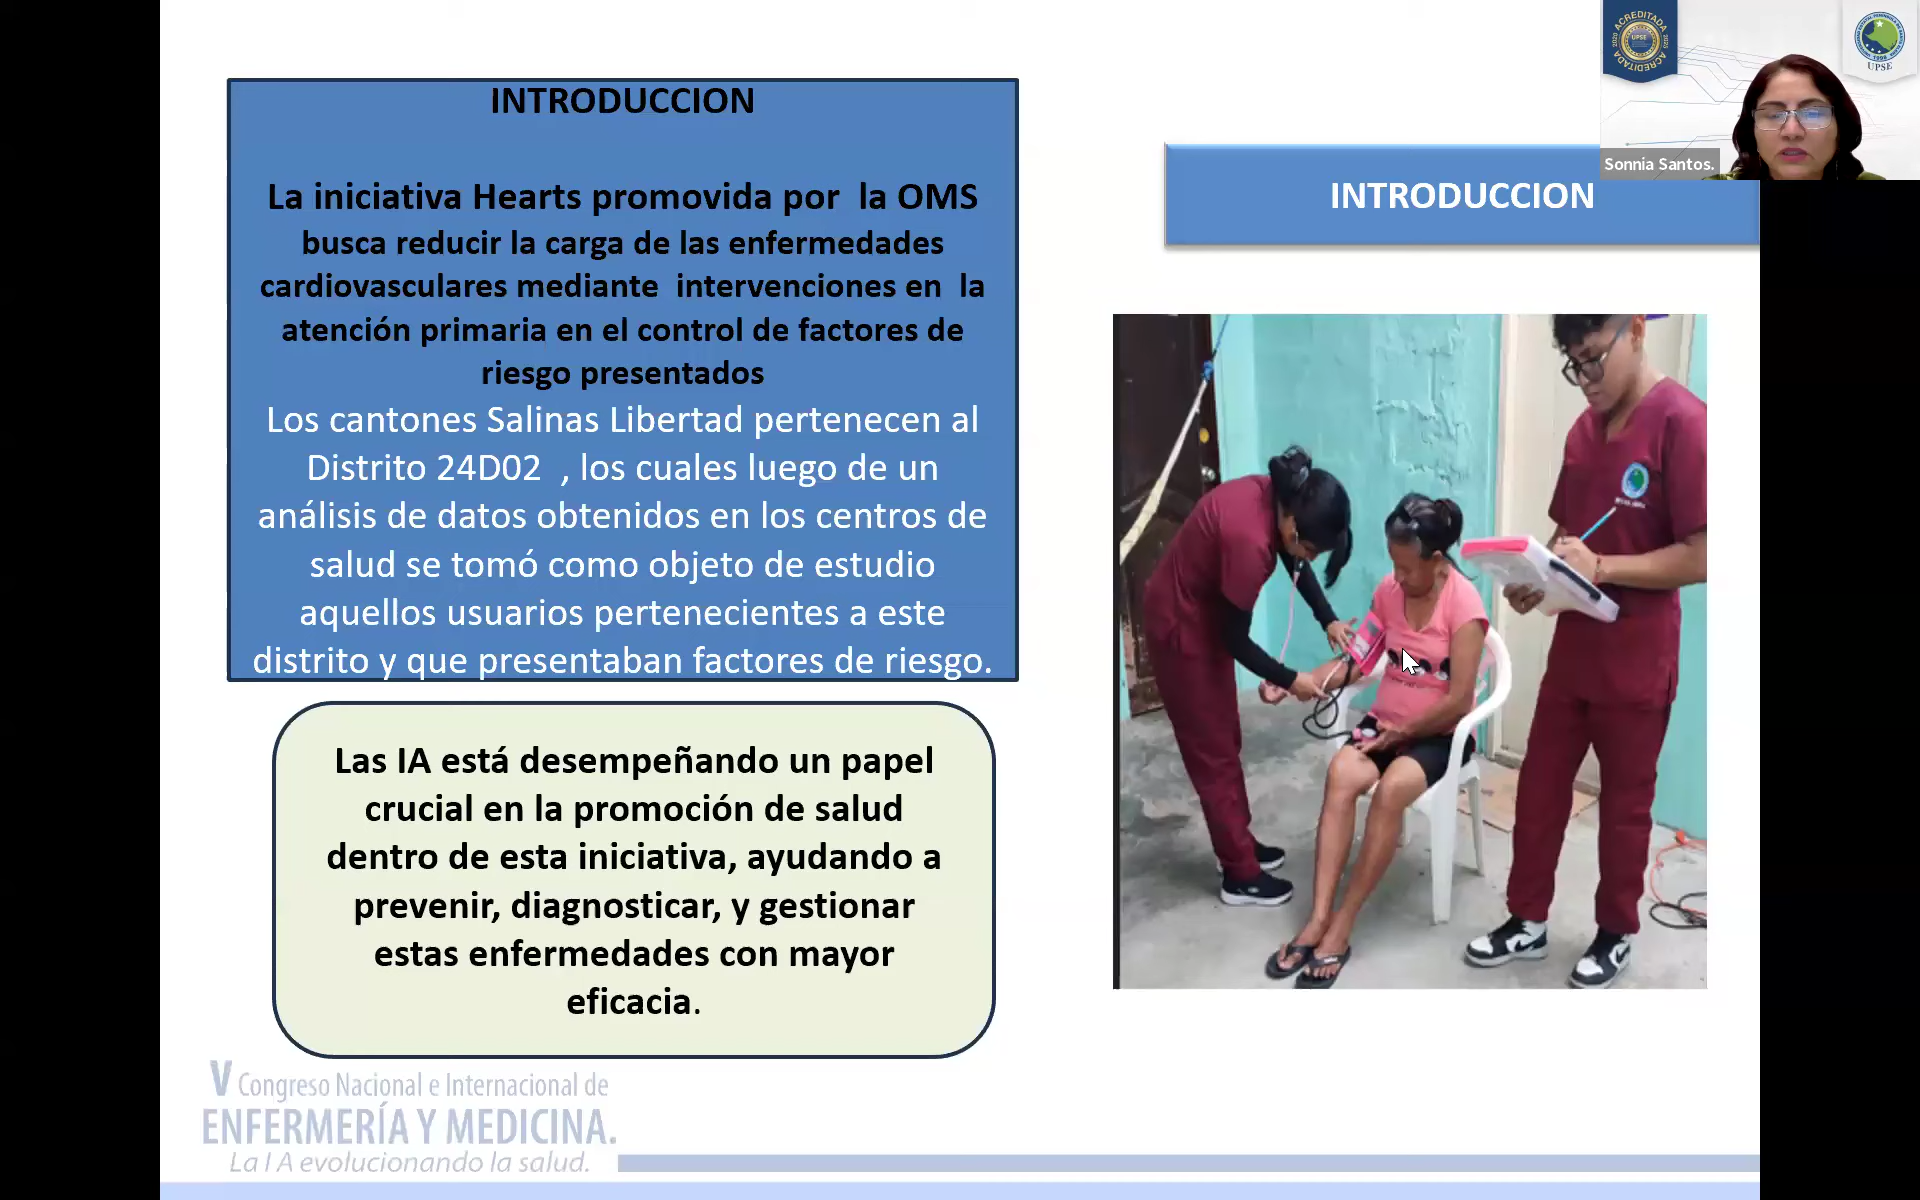 INTRODUCCION
La iniciativa Hearts promovida por la OMS
busca reducir la carga de las enfermedades
cardiovasculares mediante intervenciones en la
atención primaria en el control de factores de
riesgo presentados
Los cantones Salinas Libertad pertenecen al
Distrito 24D02 , los cuales luego de un
análisis de datos obtenidos en los centros de
salud se tomó como objeto de estudio
aquellos usuarios pertenecientes a este
distrito y que presentaban factores de riesgo.
Las IA está desempeñando un papel
crucial en la promoción de salud
dentro de esta iniciativa, ayudando a
prevenir, diagnosticar, y gestionar
estas enfermedades con mayor
eficacia.
V Congreso Nacional e Internacional de
ENFERMERÍA Y MEDICINA.
La I A evolucionando la salud.
INTRODUCCION
ACREDITADA
UPSE
ACREDITADA
UPSE
Sonnia Santos.